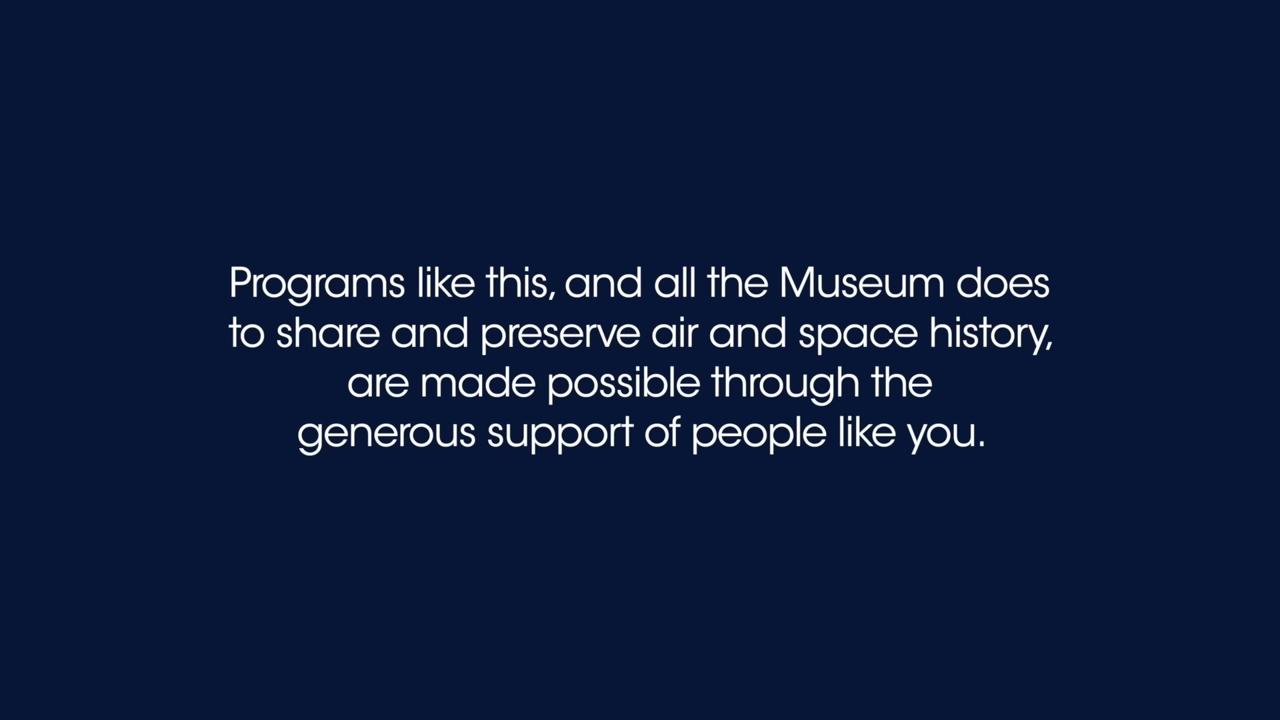 Programs like this, and all the Museum does
to share and preserve air and space history,
are made possible through the
generous support of people like you.